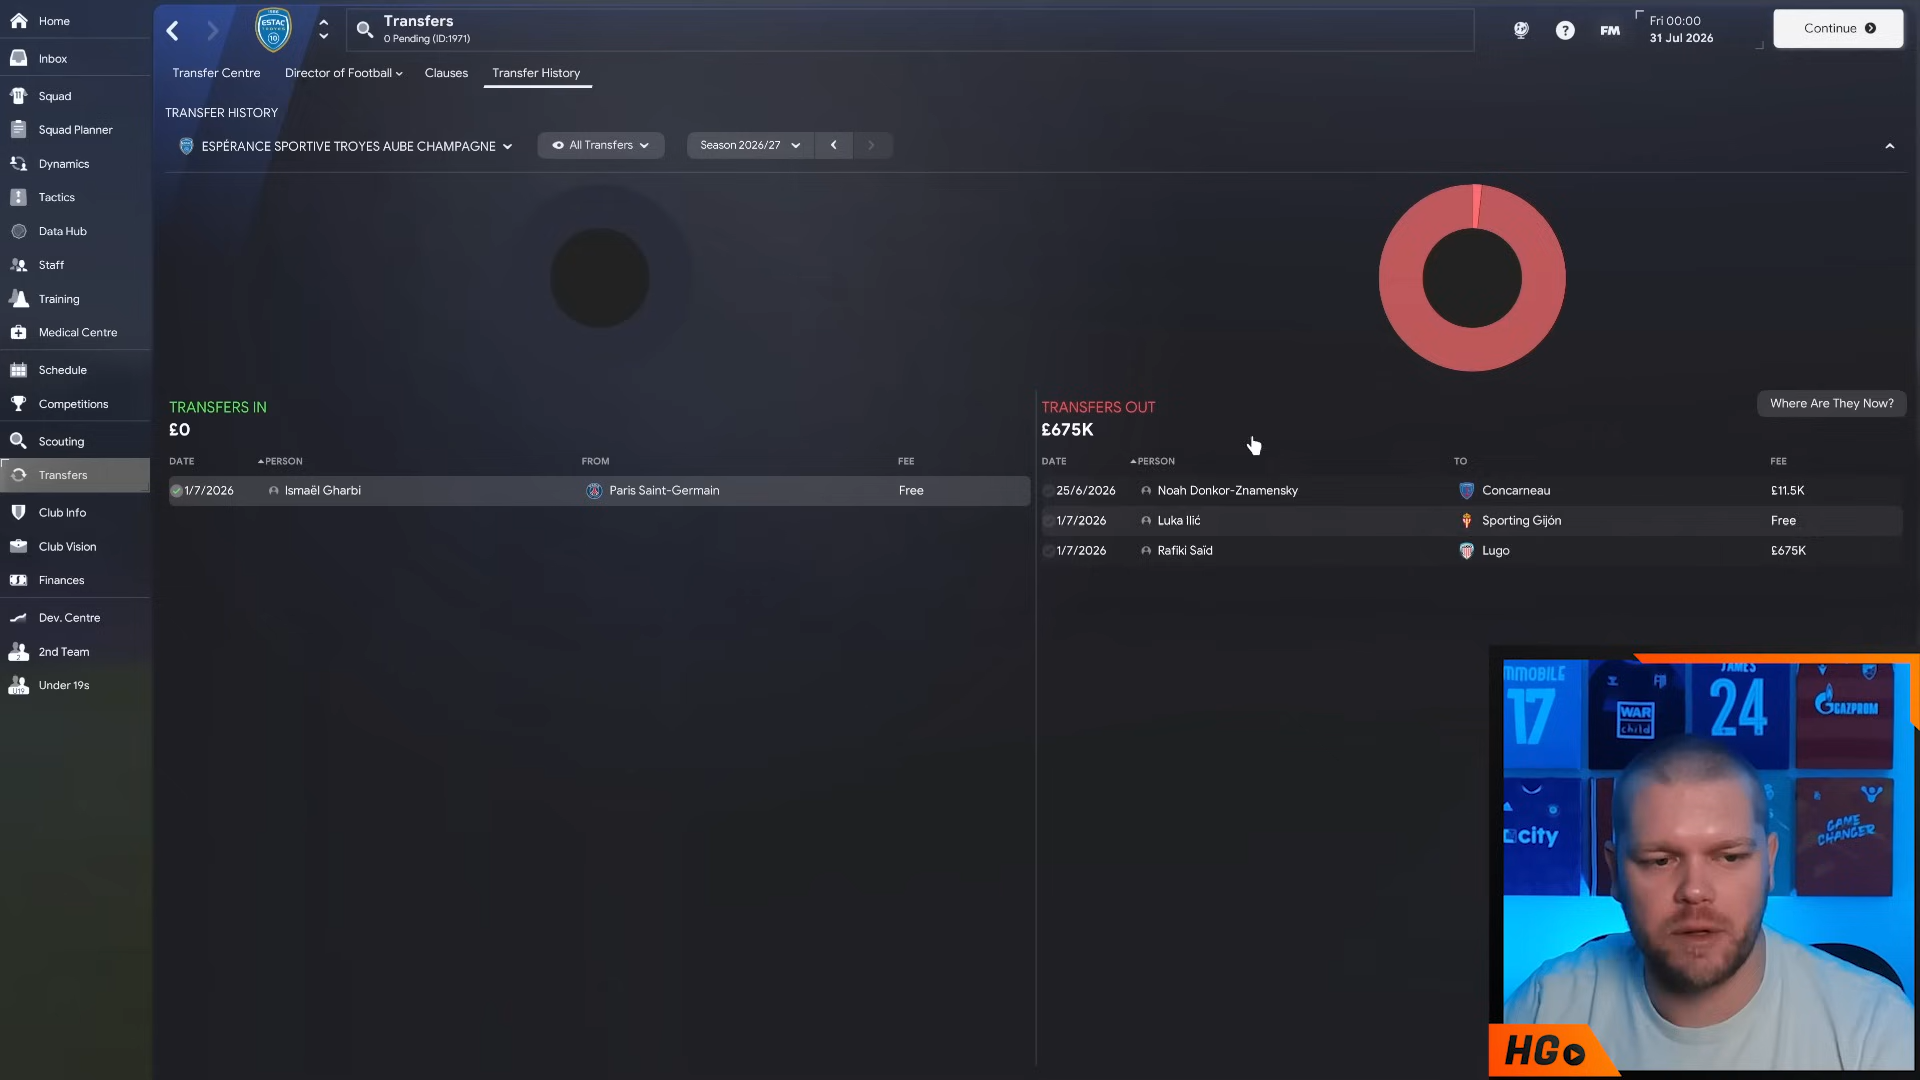 Home
Inbox
Squad
Squad Planner
Dynamics
Tactics
Data Hub
Staff
Training
Medical Centre
Schedule
Competitions
Scouting
Transfers
Club Info
Club Vision
Finances
Dev. Centre
2nd Team
Under 19s
ESTAC
TROYES
Transfers
0 Pending (ID:1971)
FM
Fri 00:00
31 Jul 2026
Continue
Transfer Centre
Director of Football
Clauses
Transfer History
TRANSFER HISTORY
ESPÉRANCE SPORTIVE TROYES AUBE CHAMPAGNE
All Transfers
Season 2026/27
TRANSFERS IN
£0
DATE PERSON FROM FEE
1/7/2026 Ismaël Gharbi Paris Saint-Germain Free
TRANSFERS OUT
£675K
Where Are They Now?
DATE PERSON TO FEE
25/6/2026 Noah Donkor-Znamensky Concarneau £11.5K
1/7/2026 Luka Ilić Sporting Gijón Free
1/7/2026 Rafiki Saïd Lugo £675K
MMOBILE
17
WAR
child
JAMES
24
GAZPROM
city
GAME
CHANGER
HG